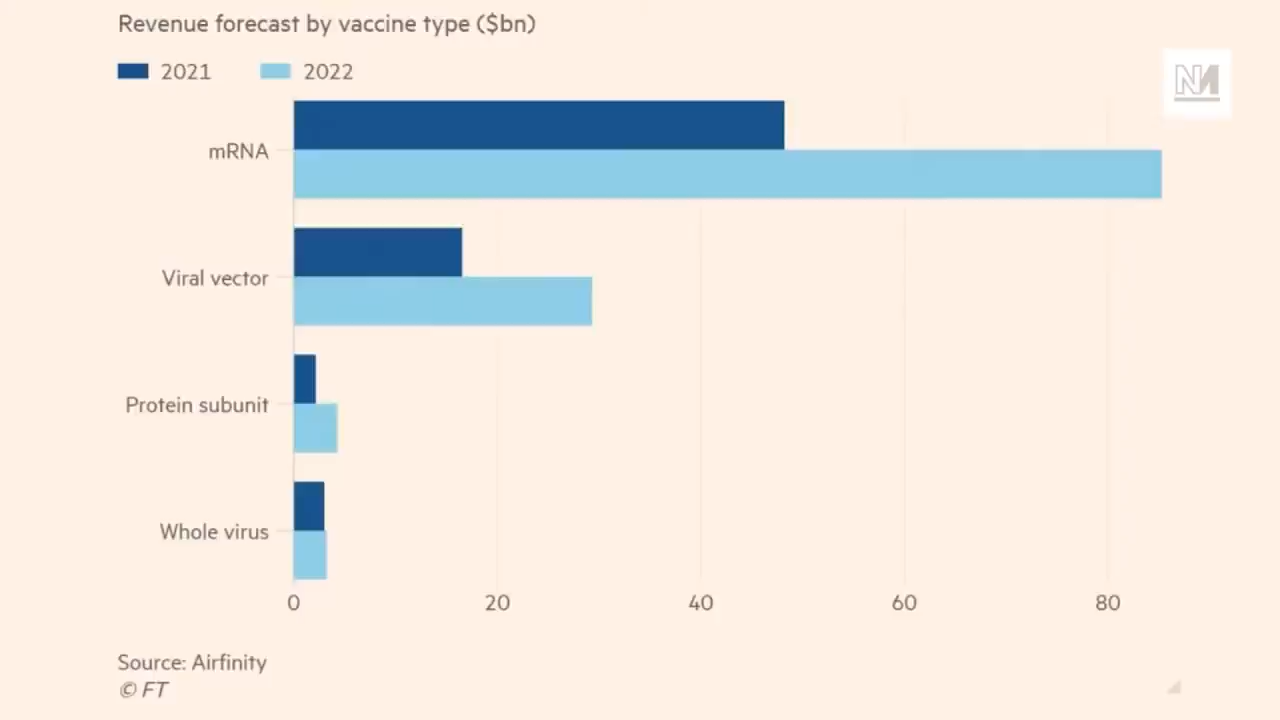 Revenue forecast by vaccine type ($bn)
2021 2022
NM
mRNA
Viral vector
Protein subunit
Whole virus
0 20 40 60 80
Source: Airfinity
© FT